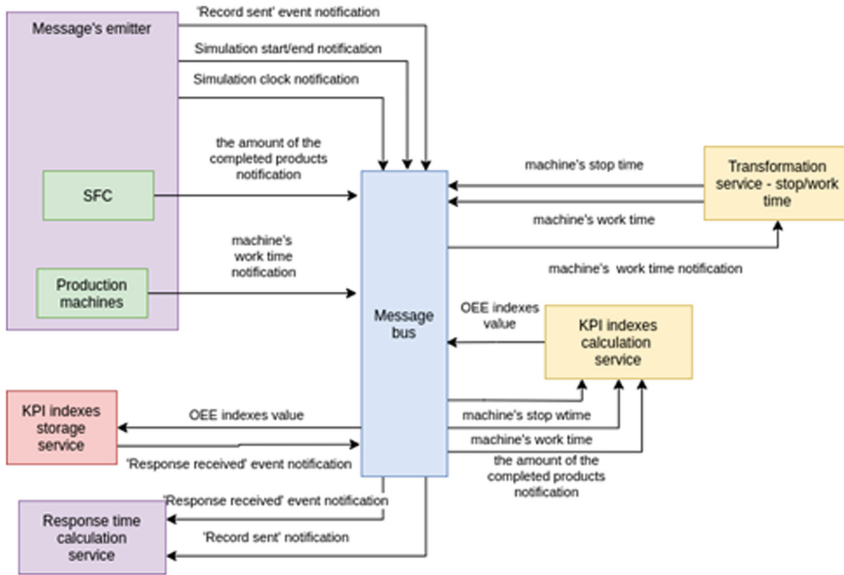 'Record sent' event notification
Message's emitter
Simulation start/end notification
Simulation clock notification
the amount of the
completed products
notification
SFC
machine's
work time
notification
Production
machines
Message
bus
machine's stop time
Transformation
service - stop/work
time
machine's work time
machine's work time notification
OEE indexes
value
KPI indexes
calculation
service
machine's stop wtime
machine's work time
the amount of the
completed products
notification
KPI indexes
storage
service
OEE indexes value
'Response received' event notification
'Response received' event notification
Response time
calculation
service
'Record sent' notification